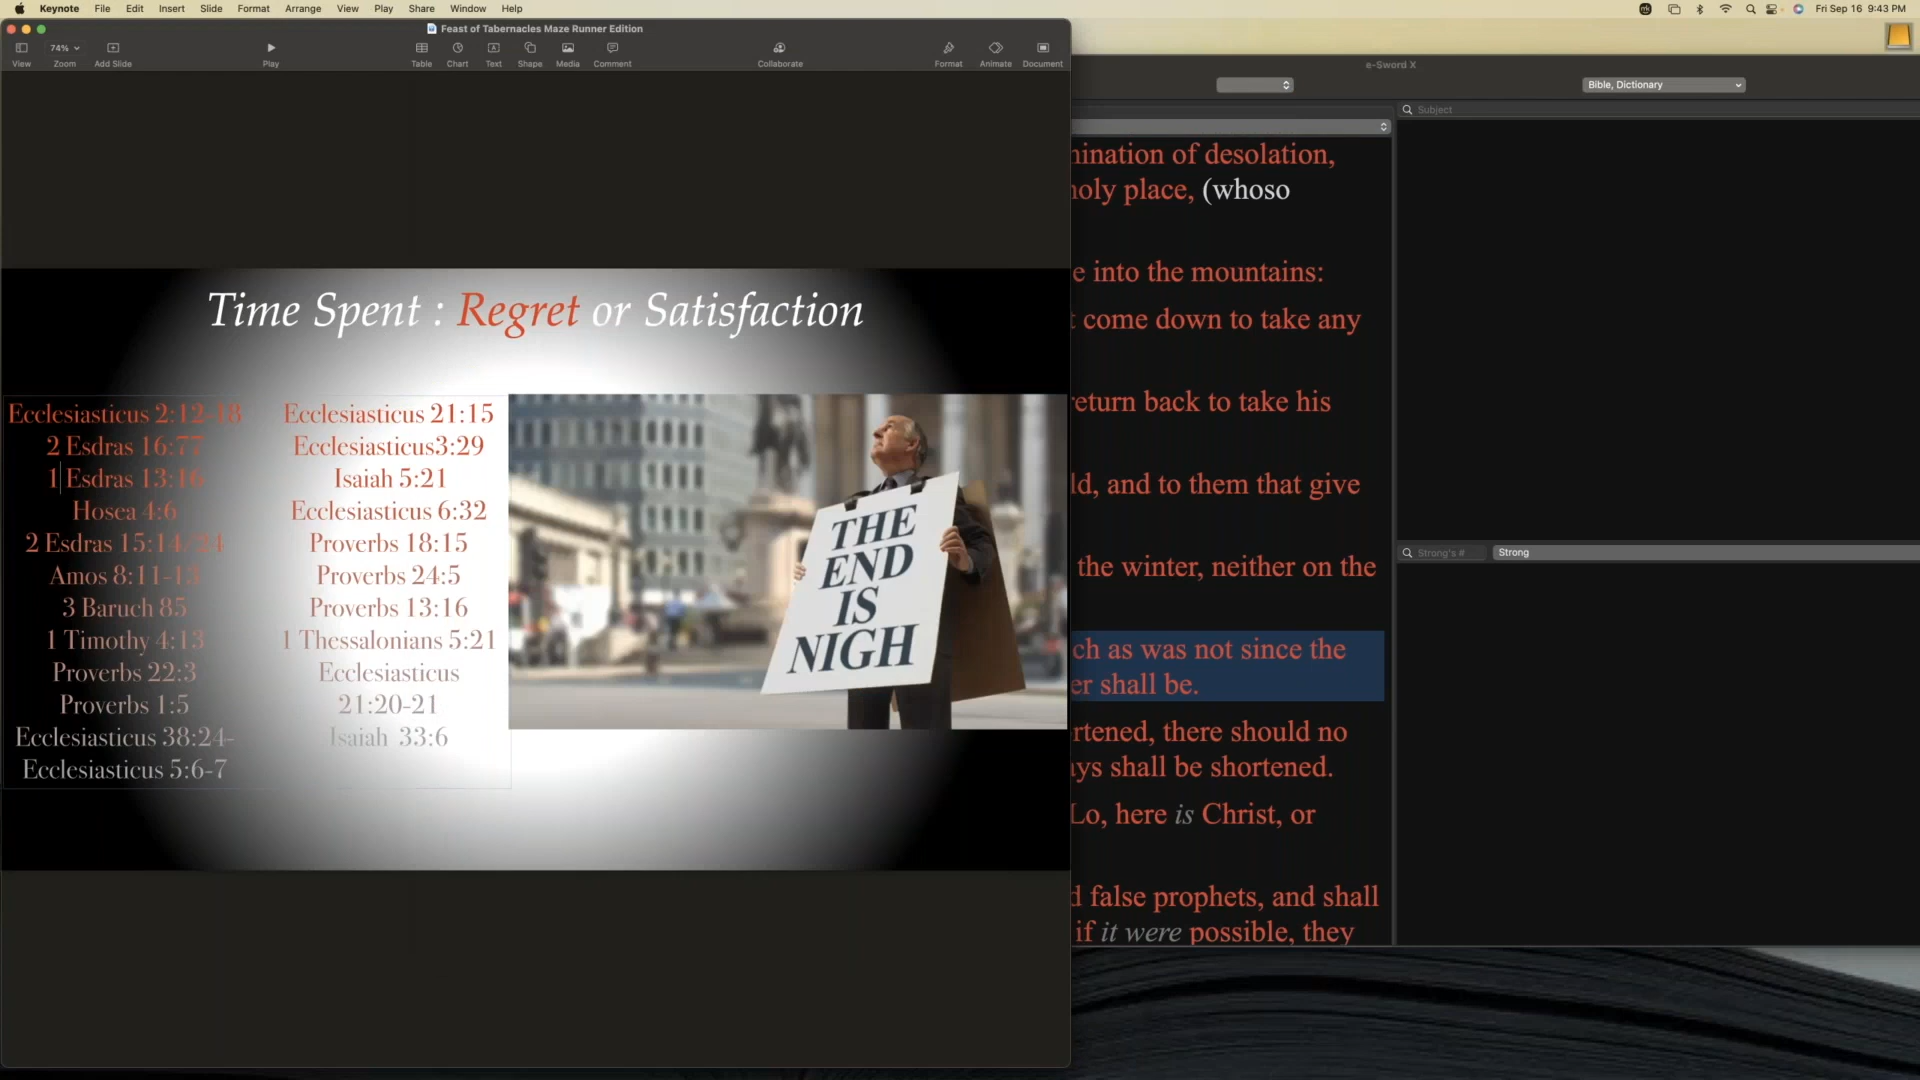 Keynote File Edit Insert Slide Format Arrange View Play Share Window Help
Fri Sep 16 9:43 PM
Feast of Tabernacles Maze Runner Edition
74%
View Zoom Add Slide Play Table Chart Text Shape Media Comment Collaborate Format Animate Document
Time Spent : Regret or Satisfaction
Ecclesiasticus 2:12-18
2 Esdras 16:77
1 Esdras 13:16
Hosea 4:6
2 Esdras 15:14/24
Amos 8:11-13
3 Baruch 85
1 Timothy 4:13
Proverbs 22:3
Proverbs 1:5
Ecclesiasticus 38:24-
Ecclesiasticus 5:6-7
Ecclesiasticus 21:15
Ecclesiasticus3:29
Isaiah 5:21
Ecclesiasticus 6:32
Proverbs 18:15
Proverbs 24:5
Proverbs 13:16
1 Thessalonians 5:21
Ecclesiasticus
21:20-21
Isaiah 33:6
THE
END
IS
NIGH
e-Sword X
Bible, Dictionary
Subject
mination of desolation,
holy place, (whoso
e into the mountains:
t come down to take any
return back to take his
ld, and to them that give
the winter, neither on the
ch as was not since the
er shall be.
rtened, there should no
ays shall be shortened.
Lo, here is Christ, or
d false prophets, and shall
if it were possible, they
Strong's #
Strong